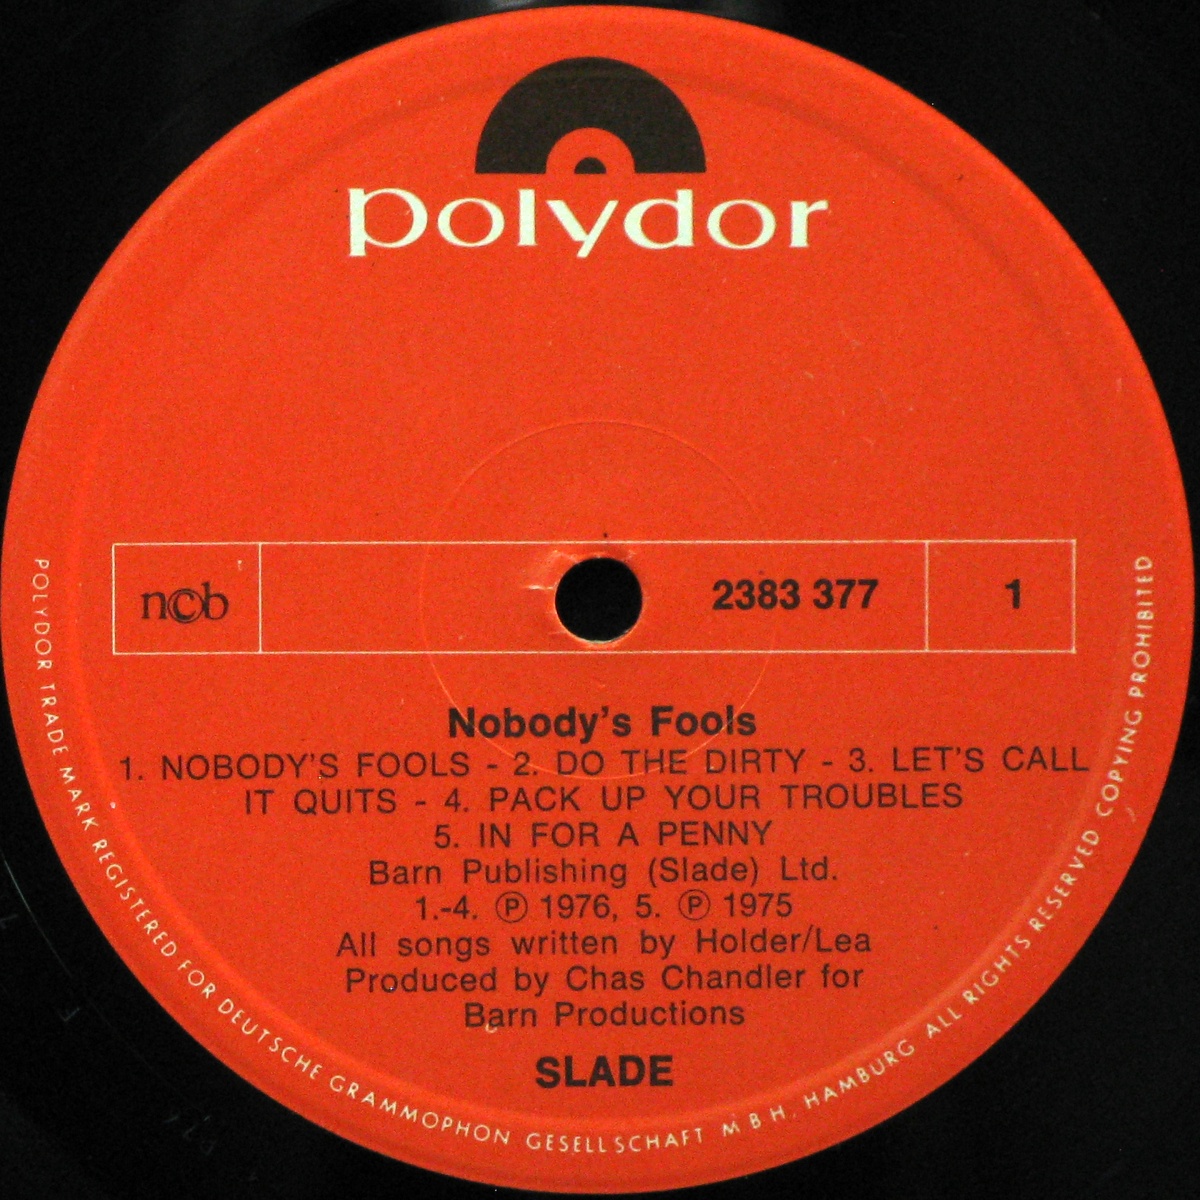 polydor
n©b
2383 377
1
Nobody's Fools
1. NOBODY'S FOOLS - 2. DO THE DIRTY - 3. LET'S CALL
IT QUITS - 4. PACK UP YOUR TROUBLES
5. IN FOR A PENNY
Barn Publishing (Slade) Ltd.
1.-4. ℗ 1976, 5. ℗ 1975
All songs written by Holder/Lea
Produced by Chas Chandler for
Barn Productions
SLADE
POLYDOR TRADE MARK REGISTERED FOR DEUTSCHE GRAMMOPHON GESELLSCHAFT M B H. HAMBURG ALL RIGHTS RESERVED COPYING PROHIBITED